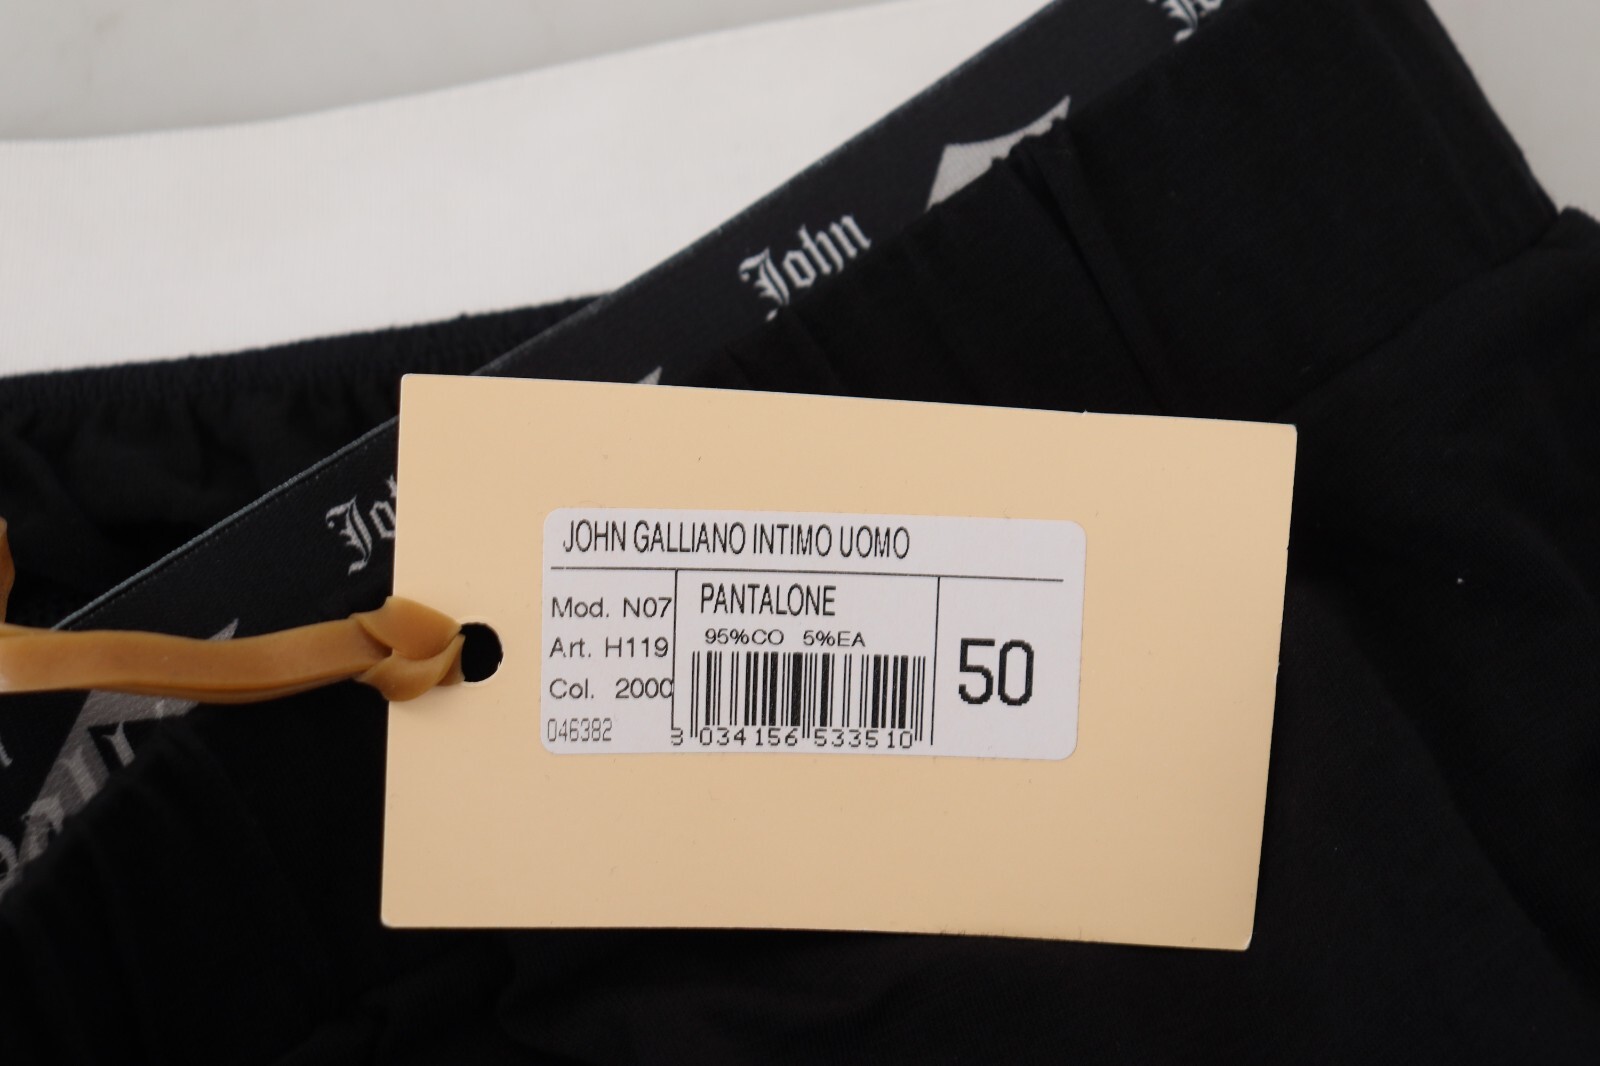 John
John
JOHN GALLIANO INTIMO UOMO
Mod. N07
PANTALONE
95%CO 5%EA
Art. H119
Col. 2000
50
046382
3 034156 533510